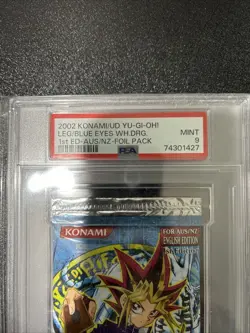 2002 KONAMI/UD YU-GI-OH!
LEG/BLUE EYES WH.DRG.
MINT
1st ED-AUS/NZ-FOIL PACK
9
PSA
74301427
KONAMI
FOR AUS/NZ
ENGLISH EDITION